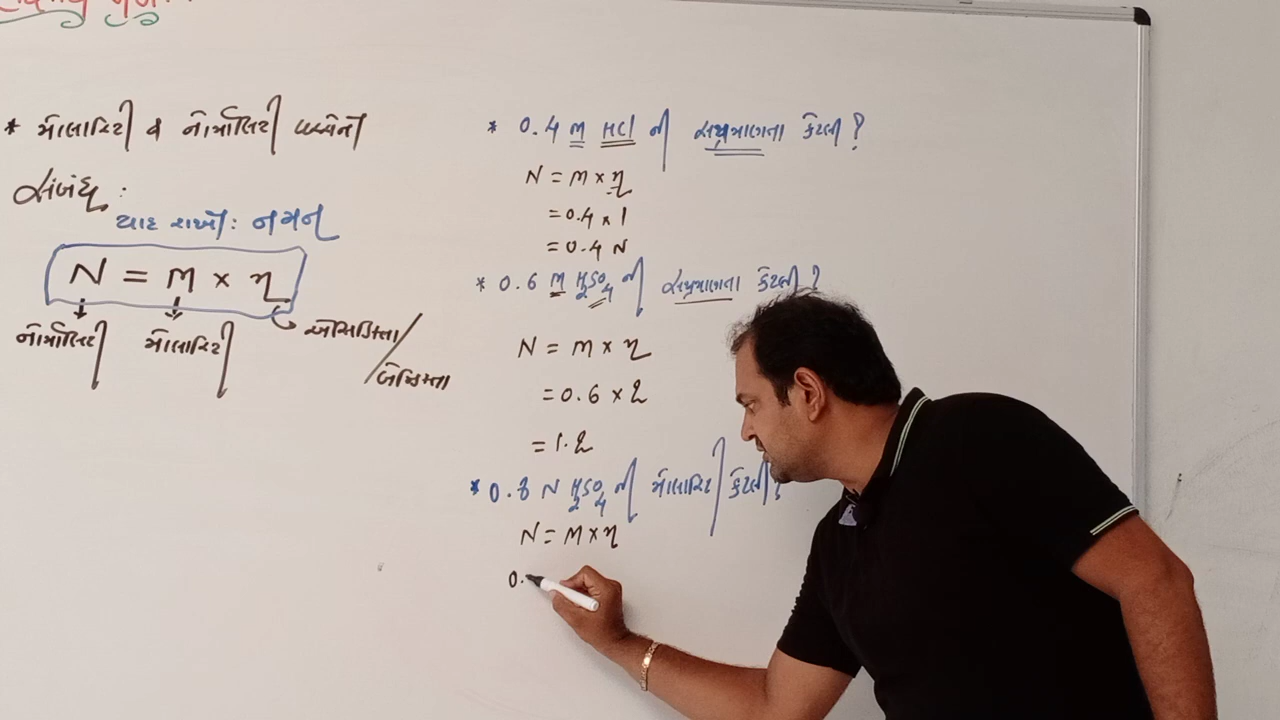 * મોલારિટી વ નોર્માલિટી વચ્ચેનો
સંબંધ :
યાદ રાખો: નમન
N = M × η
નોર્માલિટી મોલારિટી એસિડિકતા/
બેઝિકતા
* 0.4 M HCl ની સપ્રમાણતા કેટલી ?
N = M × η
= 0.4 × 1
= 0.4 N
* 0.6 M H2SO4 ની સપ્રમાણતા કેટલી ?
N = M × η
= 0.6 × 2
= 1.2
* 0.8 N H2SO4 ની મોલારિટી કેટલી ?
N = M × η
0.